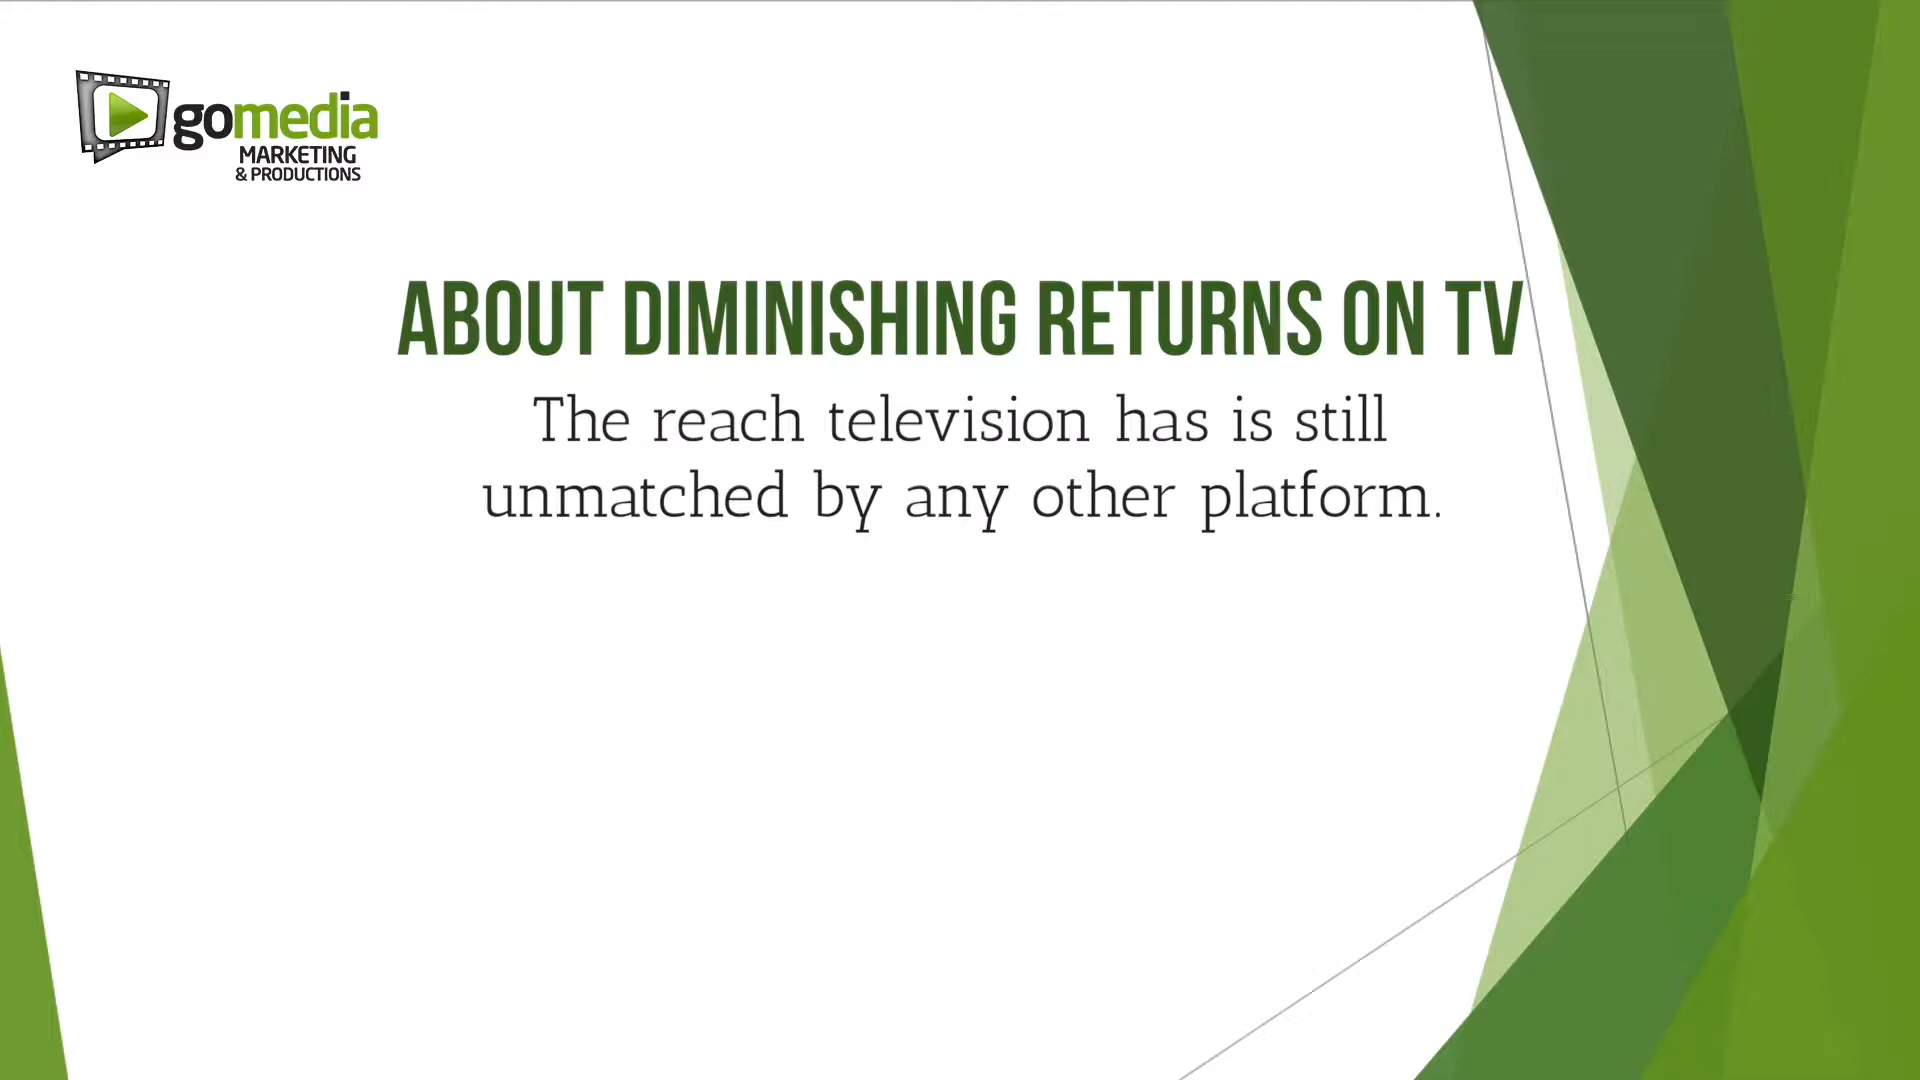 gomedia
MARKETING
& PRODUCTIONS
ABOUT DIMINISHING RETURNS ON TV
The reach television has is still
unmatched by any other platform.